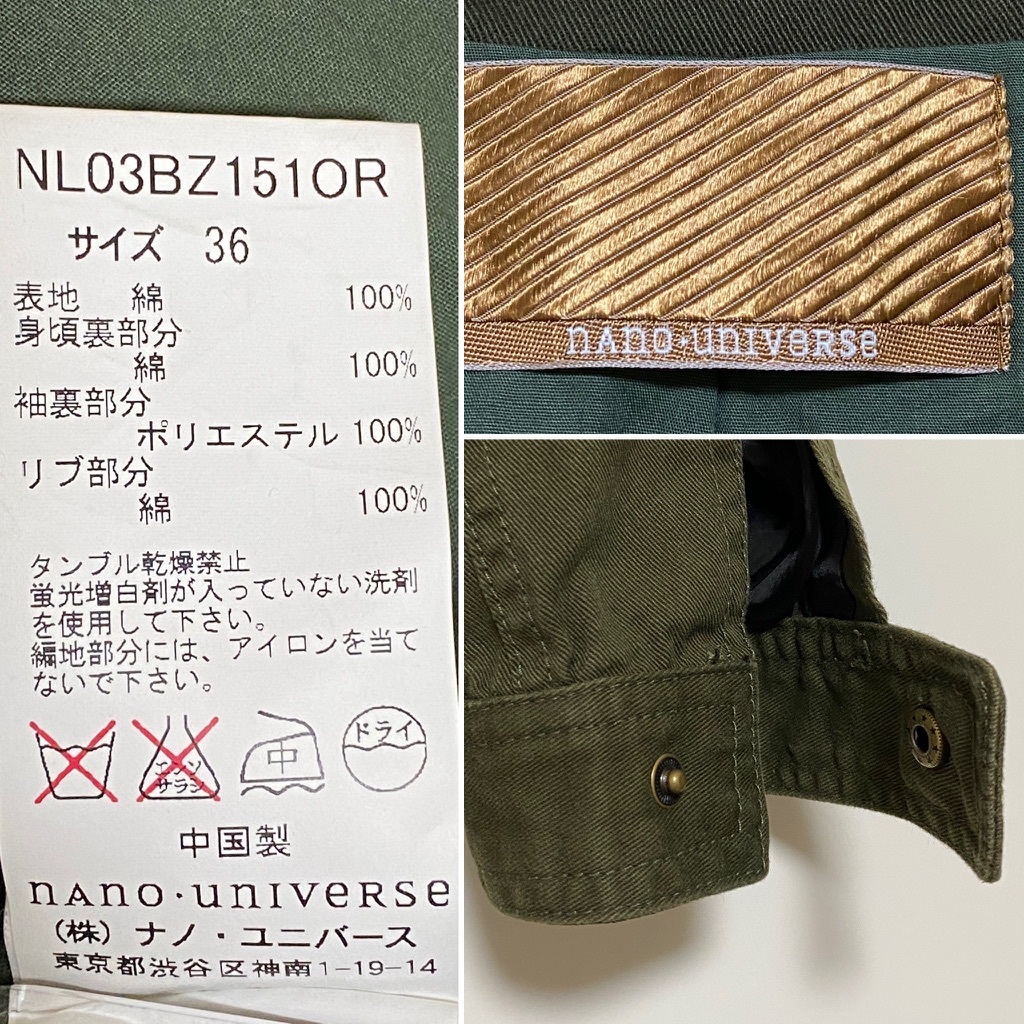 NL03BZ151OR
サイズ 36
表地 綿 100%
身頃裏部分
綿 100%
袖裏部分
ポリエステル 100%
リブ部分
綿 100%
タンブル乾燥禁止
蛍光増白剤が入っていない洗剤
を使用して下さい。
編地部分には、アイロンを当て
ないで下さい。
エンソ
サラシ
中
ドライ
中国製
nano・universe
(株) ナノ・ユニバース
東京都渋谷区神南1-19-14
nano・universe